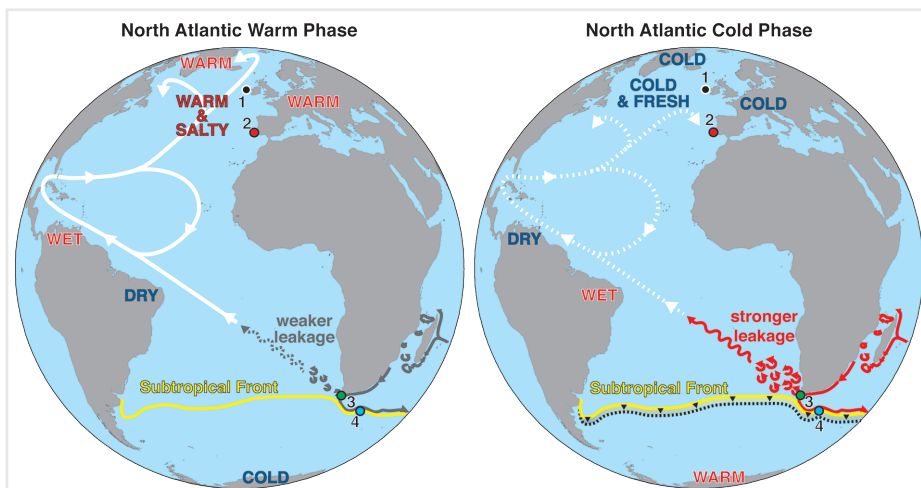 North Atlantic Warm Phase
WARM
WARM
&
SALTY
1
WARM
2
WET
DRY
weaker
leakage
Subtropical Front
3
4
COLD
North Atlantic Cold Phase
COLD
1
COLD
& FRESH
COLD
2
DRY
WET
stronger
leakage
Subtropical Front
3
4
WARM